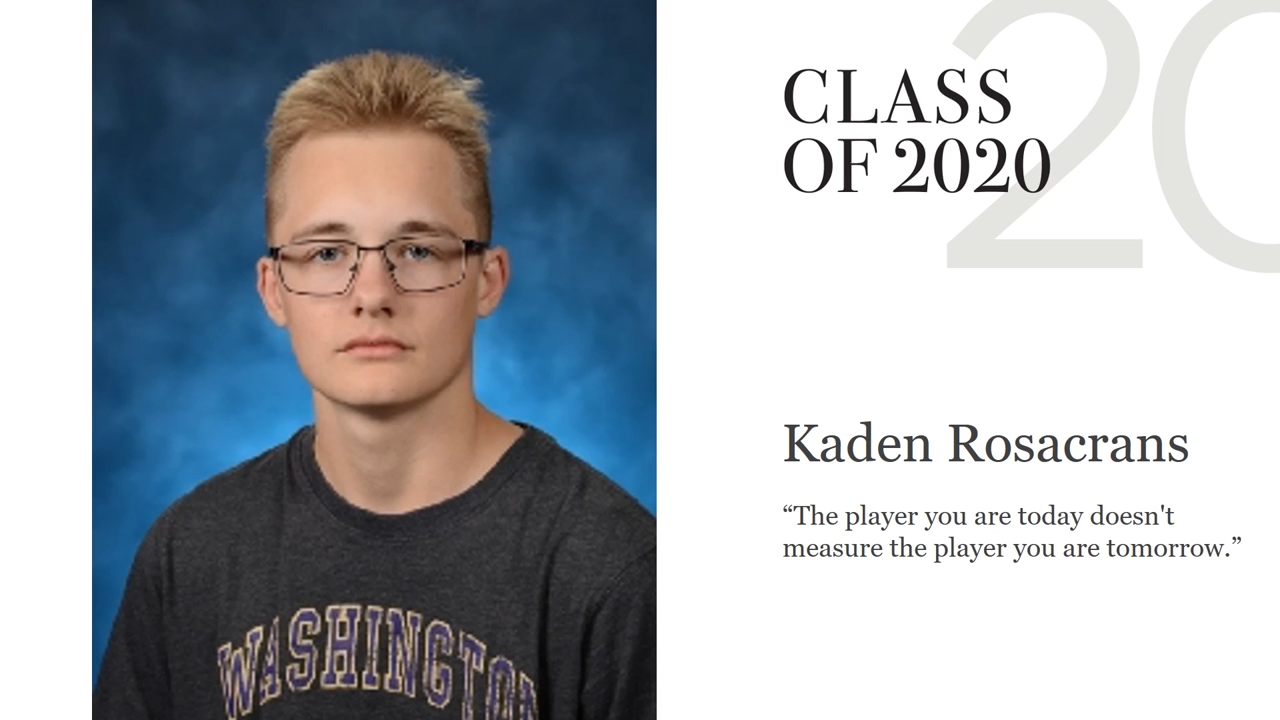 20
CLASS
OF 2020
Kaden Rosacrans
“The player you are today doesn't
measure the player you are tomorrow.”
WASHINGTON